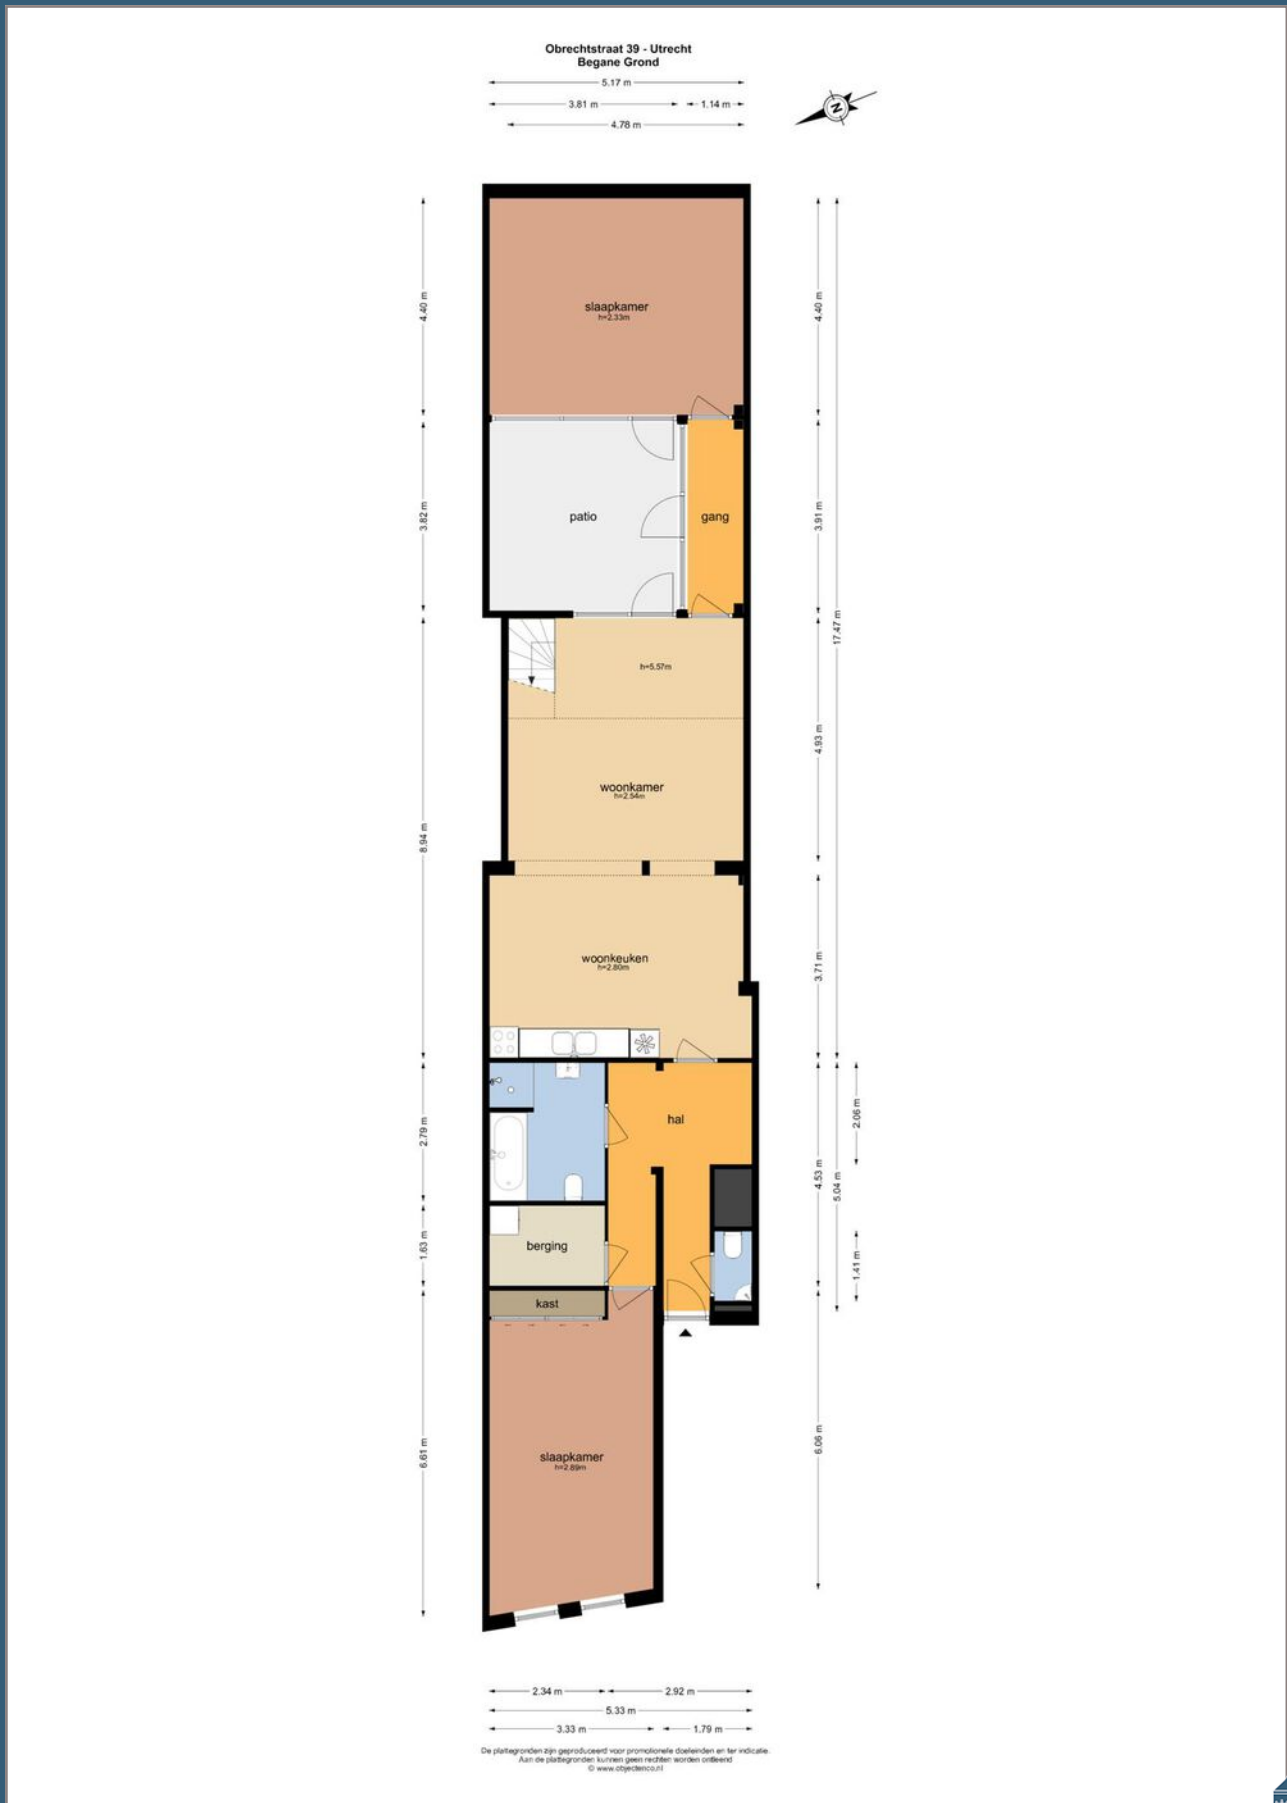 Obrechtstraat 39 - Utrecht
Begane Grond
5.17 m
3.81 m
1.14 m
4.78 m
N
4.40 m
4.40 m
slaapkamer
h=2.33m
3.82 m
patio
gang
3.91 m
17.47 m
h=5.57m
4.93 m
woonkamer
h=2.54m
8.94 m
woonkeuken
h=2.80m
3.71 m
hal
2.79 m
2.06 m
4.53 m
5.04 m
berging
1.63 m
1.41 m
kast
slaapkamer
h=2.89m
6.61 m
6.06 m
2.34 m
2.92 m
5.33 m
3.33 m
1.79 m
De plattegronden zijn geproduceerd voor promotionele doeleinden en ter indicatie.
Aan de plattegronden kunnen geen rechten worden ontleend
© www.objectenco.nl